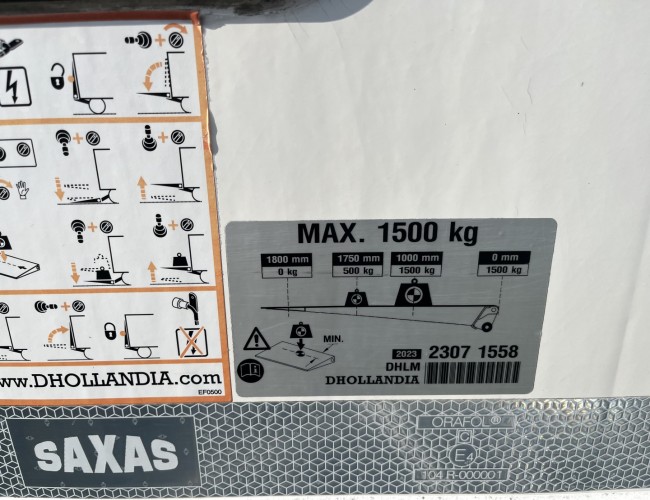 MAX. 1500 kg
1800 mm 1750 mm 1000 mm 0 mm
0 kg 500 kg 1500 kg 1500 kg
MIN.
2023 2307 1558
DHLM
DHOLLANDIA
www.DHOLLANDIA.com
EF0500
SAXAS
ORAFOL®
C
E4
104 R-000001